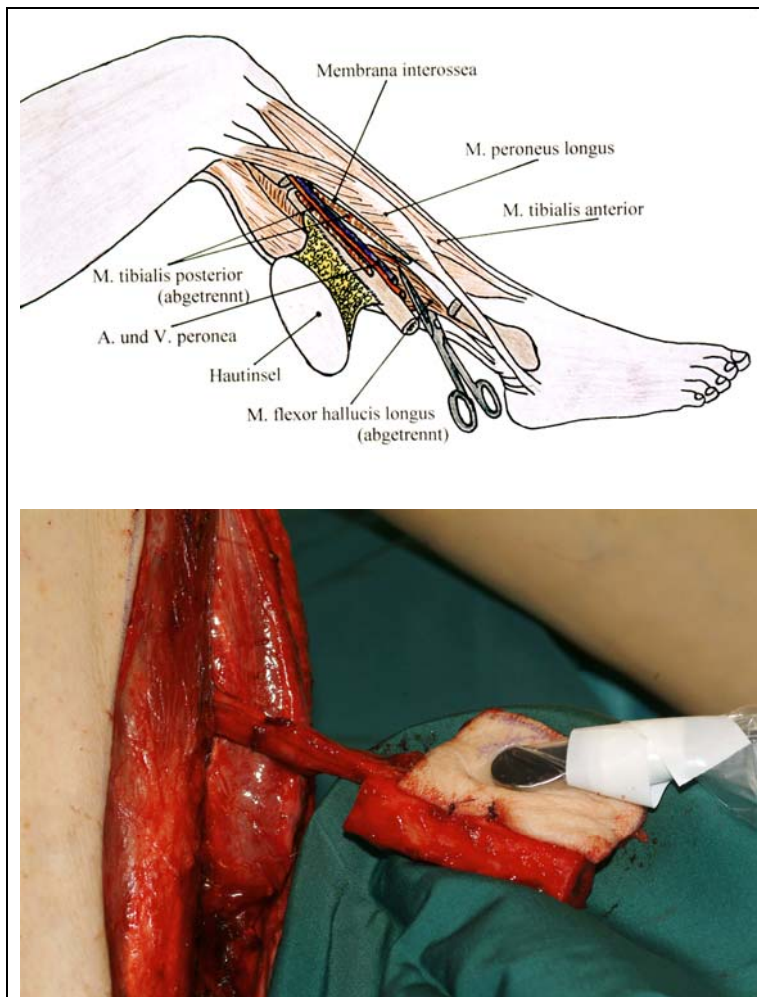 Membrana interossea
M. peroneus longus
M. tibialis anterior
M. tibialis posterior
(abgetrennt)
A. und V. peronea
Hautinsel
M. flexor hallucis longus
(abgetrennt)